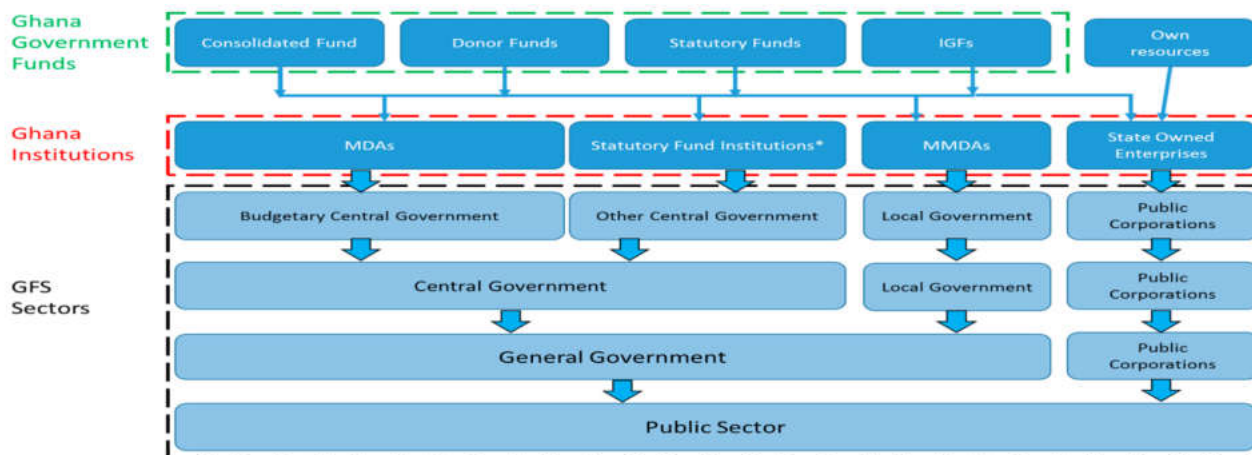 Ghana
Government
Funds
Consolidated Fund
Donor Funds
Statutory Funds
IGFs
Own
resources
Ghana
Institutions
MDAs
Statutory Fund Institutions*
MMDAs
State Owned
Enterprises
GFS
Sectors
Budgetary Central Government
Other Central Government
Local Government
Public
Corporations
Central Government
Local Government
Public
Corporations
General Government
Public
Corporations
Public Sector